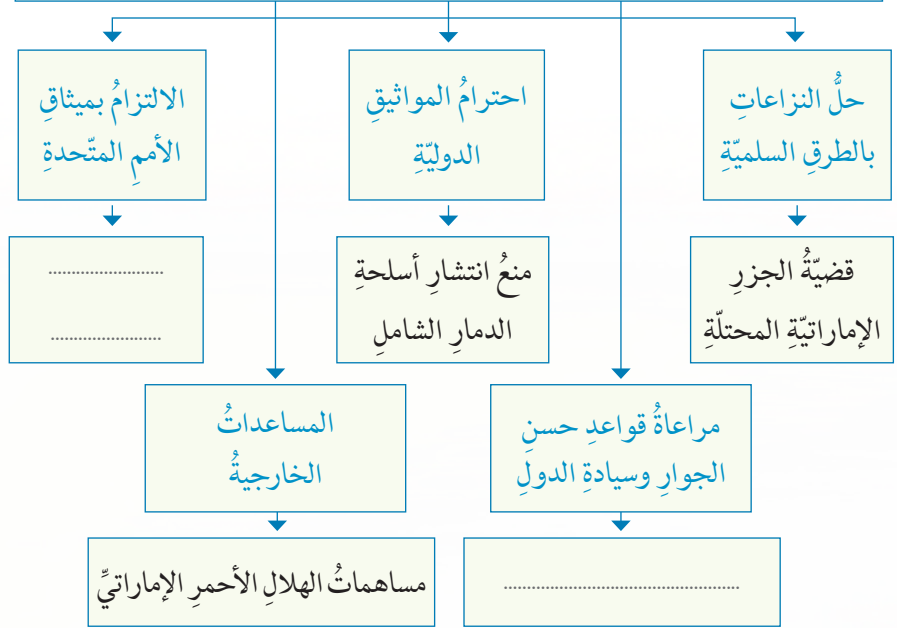 حلُّ النزاعاتِ
بالطرقِ السلميّةِ
احترامُ المواثيقِ
الدوليّةِ
الالتزامُ بميثاقِ
الأممِ المتّحدةِ
قضيّةُ الجزرِ
الإماراتيّةِ المحتلّةِ
منعُ انتشارِ أسلحةِ
الدمارِ الشاملِ
.........................
........................
مراعاةُ قواعدِ حسنِ
الجوارِ وسيادةِ الدولِ
المساعداتُ
الخارجيةُ
...................................................
مساهماتُ الهلالِ الأحمرِ الإماراتيِّ